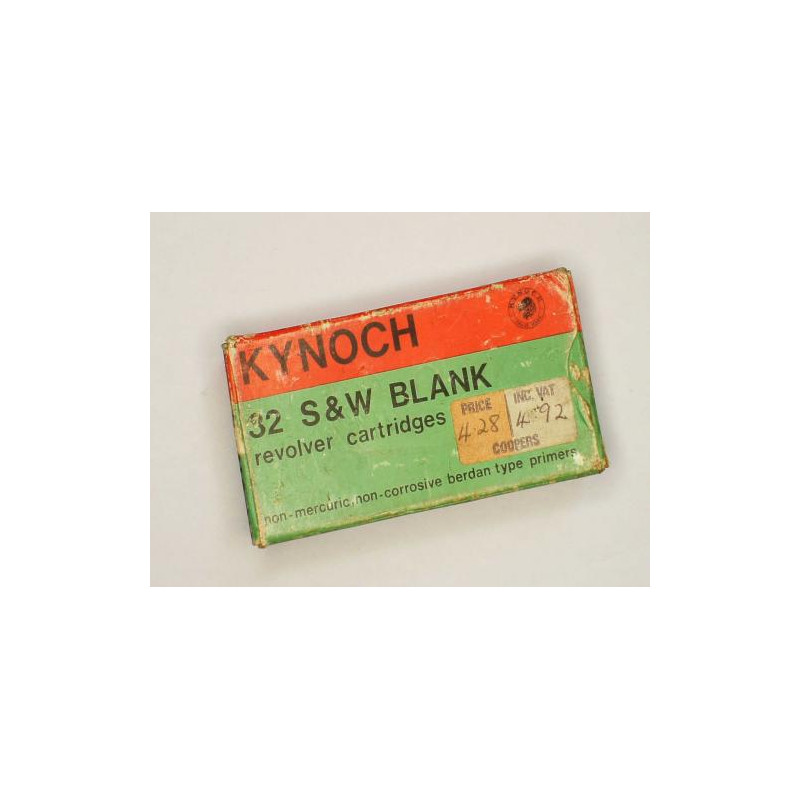 KYNOCH
KYNOCH
32 S&W BLANK
revolver cartridges
PRICE
4.28
INC. VAT
4.92
COOPERS
non-mercuric, non-corrosive berdan type primers